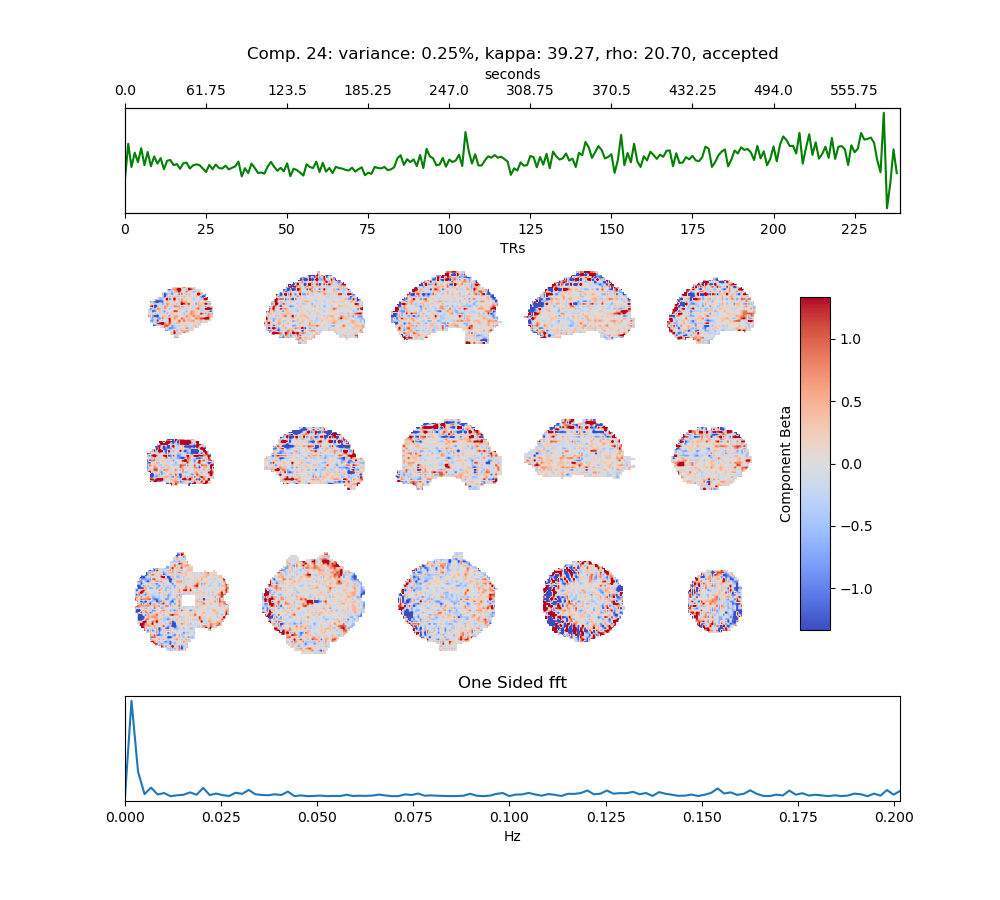 Comp. 24: variance: 0.25%, kappa: 39.27, rho: 20.70, accepted
seconds
0.0 61.75 123.5 185.25 247.0 308.75 370.5 432.25 494.0 555.75
0 25 50 75 100 125 150 175 200 225
TRs
1.0
0.5
0.0
−0.5
−1.0
Component Beta
One Sided fft
0.000 0.025 0.050 0.075 0.100 0.125 0.150 0.175 0.200
Hz